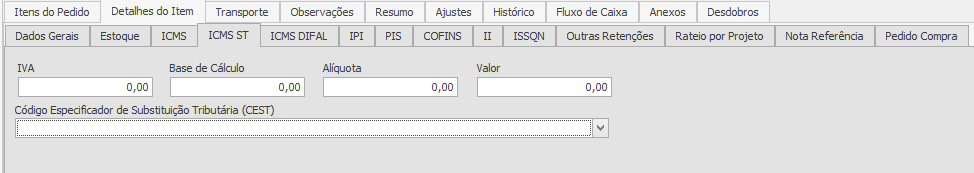 Itens do Pedido Detalhes do Item Transporte Observações Resumo Ajustes Histórico Fluxo de Caixa Anexos Desdobros
Dados Gerais Estoque ICMS ICMS ST ICMS DIFAL IPI PIS COFINS II ISSQN Outras Retenções Rateio por Projeto Nota Referência Pedido Compra
IVA Base de Cálculo Alíquota Valor
0,00 0,00 0,00 0,00
Código Especificador de Substituição Tributária (CEST)